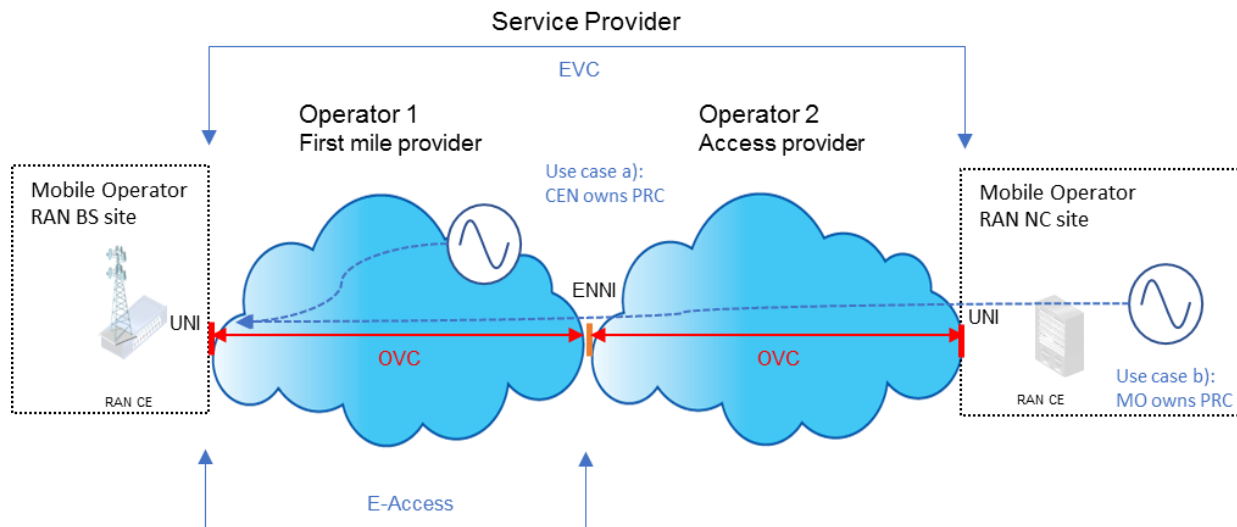 Service Provider
EVC
Operator 1
First mile provider
Operator 2
Access provider
Use case a):
CEN owns PRC
Mobile Operator
RAN BS site
Mobile Operator
RAN NC site
ENNI
UNI
UNI
OVC
OVC
Use case b):
MO owns PRC
RAN CE
RAN CE
E-Access